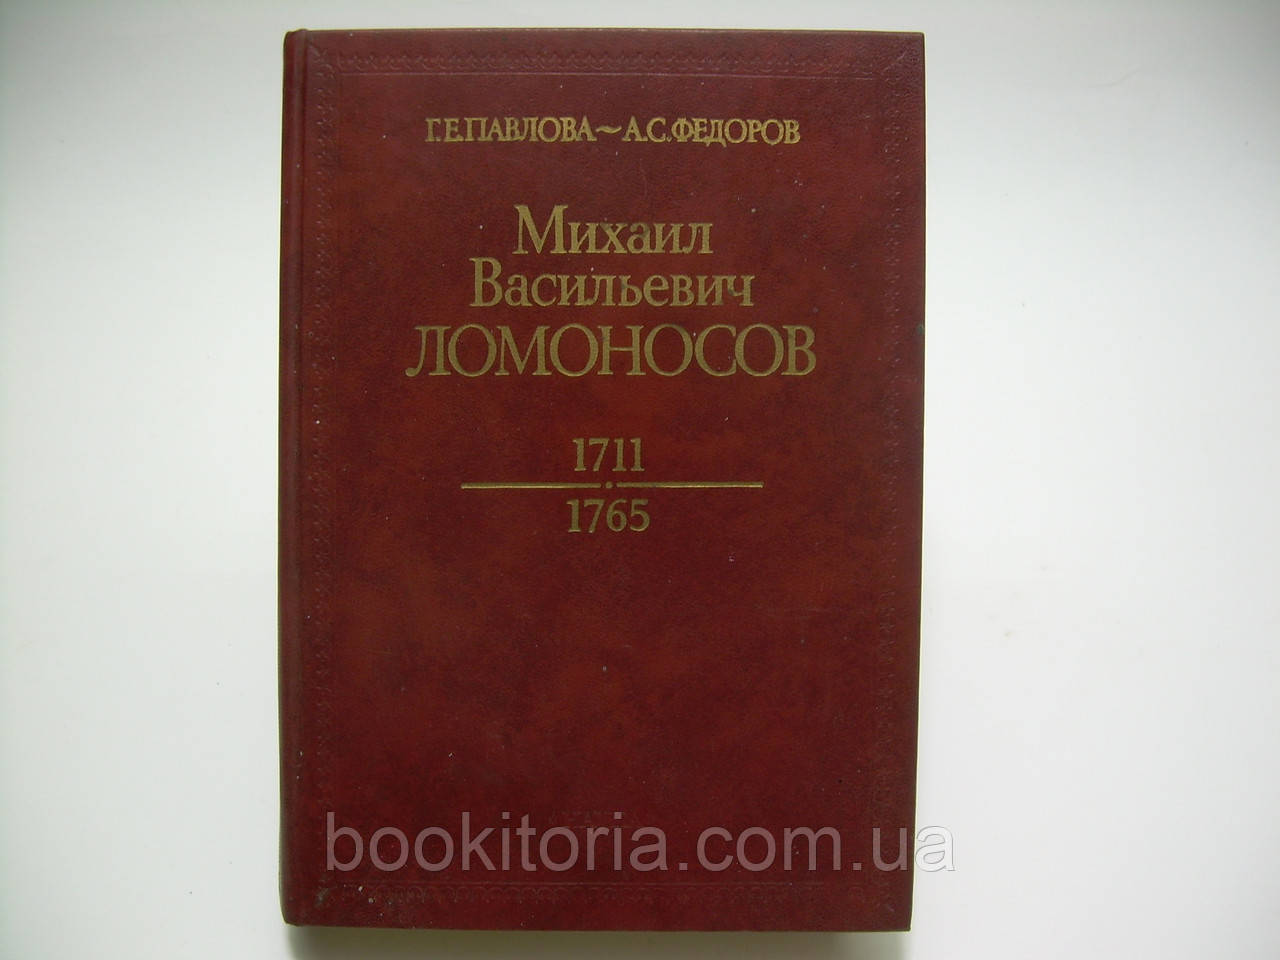 Г.Е.ПАВЛОВА~А.С.ФЕДОРОВ
Михаил
Васильевич
ЛОМОНОСОВ
1711
1765
bookitoria.com.ua